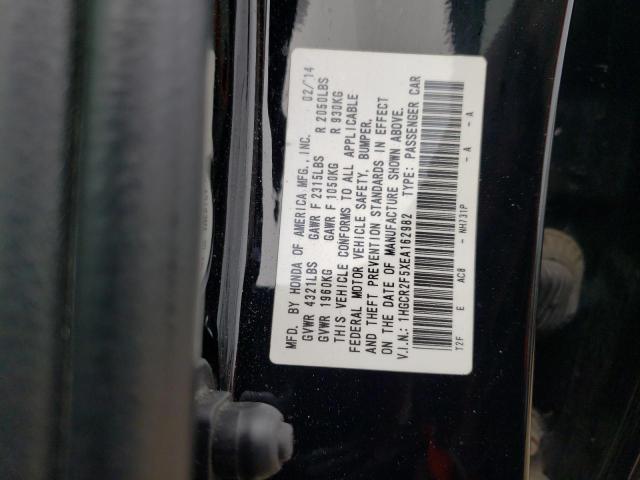 MFD. BY HONDA OF AMERICA MFG., INC. 02/'14
GVWR 4321LBS GAWR F 2315LBS R 2050LBS
GVWR 1960KG GAWR F 1050KG R 930KG
THIS VEHICLE CONFORMS TO ALL APPLICABLE
FEDERAL MOTOR VEHICLE SAFETY, BUMPER,
AND THEFT PREVENTION STANDARDS IN EFFECT
ON THE DATE OF MANUFACTURE SHOWN ABOVE.
V.I.N.: 1HGCR2F5XEA162982 TYPE: PASSENGER CAR
T2F E AC8 - NH731P - A - A